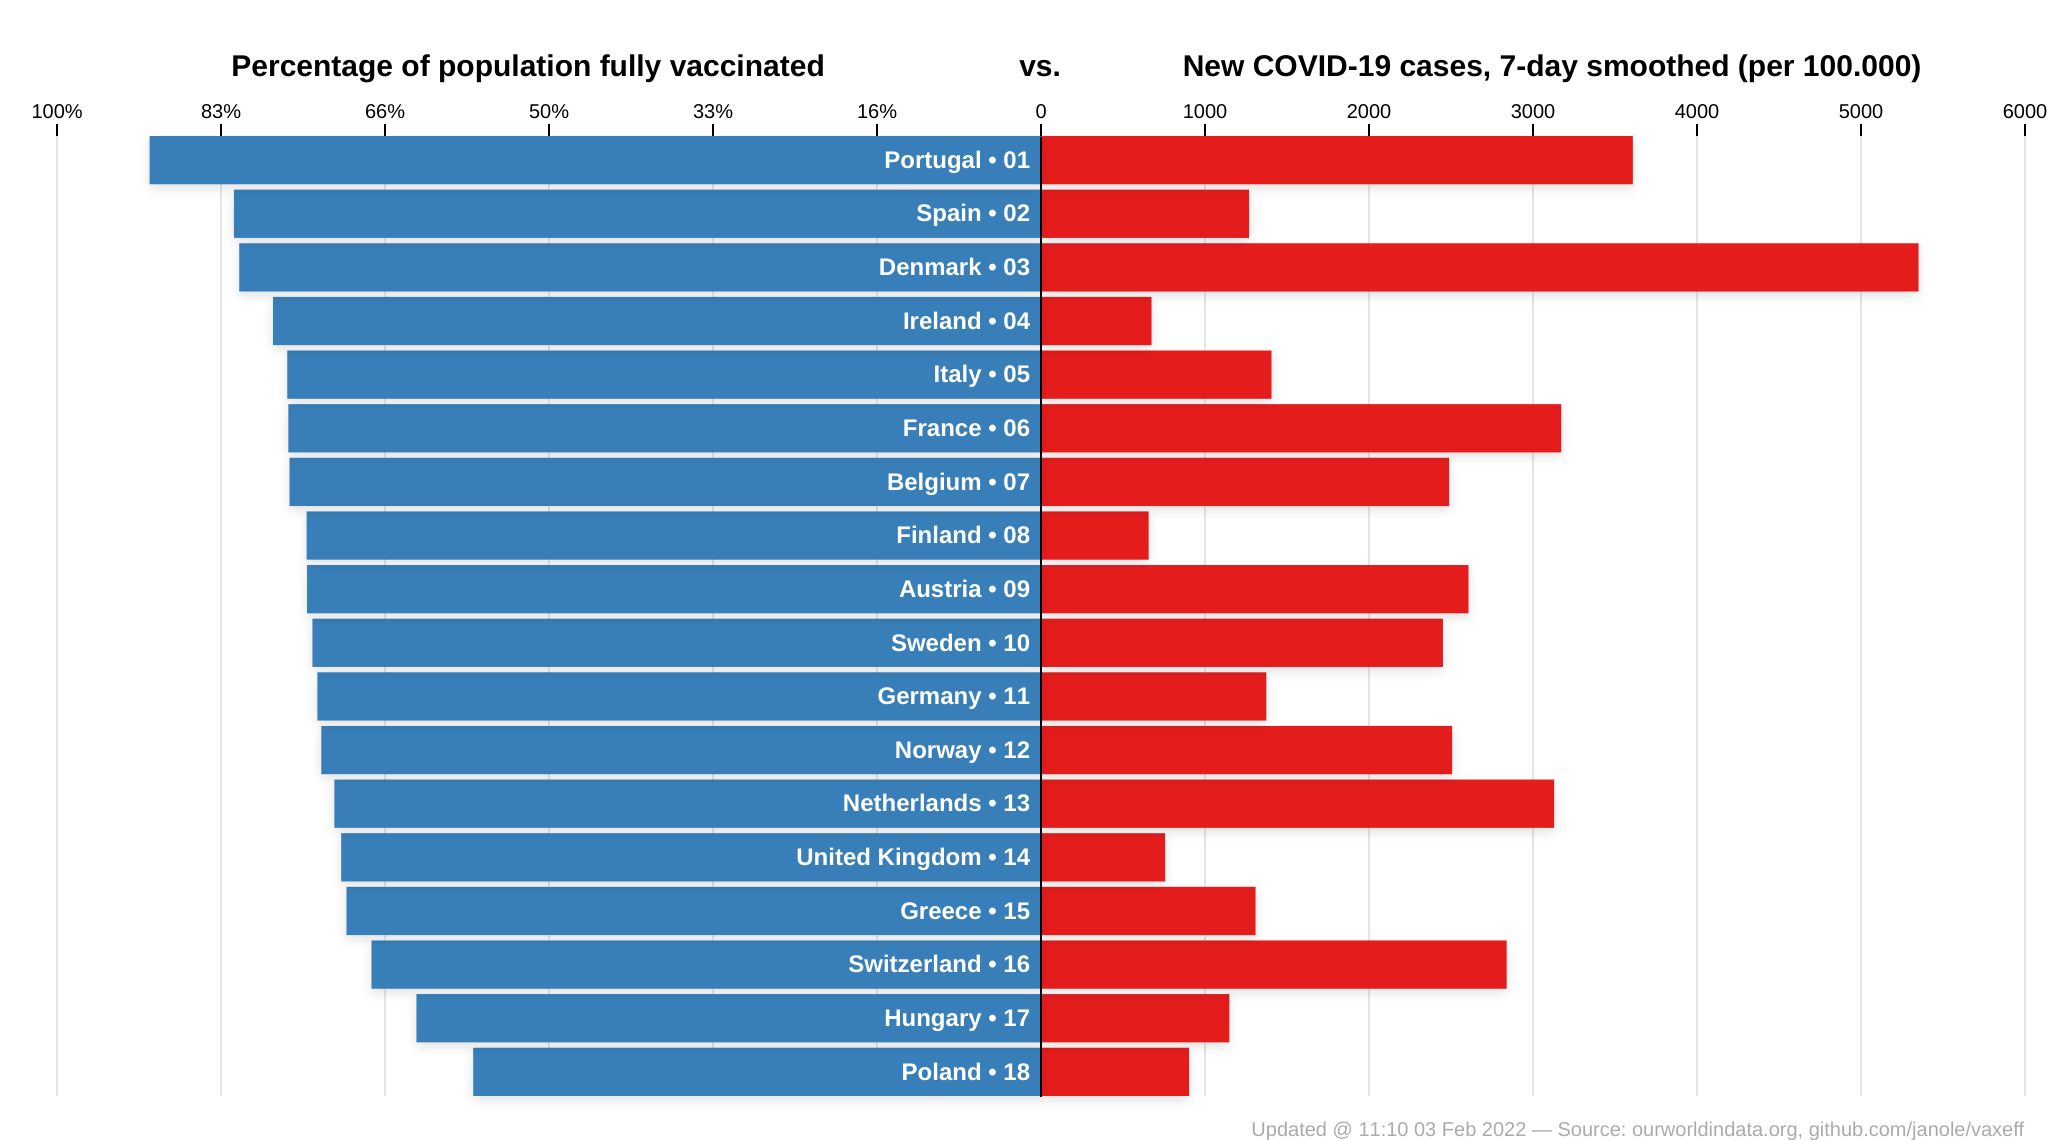 Percentage of population fully vaccinated vs. New COVID-19 cases, 7-day smoothed (per 100.000)
100% 83% 66% 50% 33% 16% 0 1000 2000 3000 4000 5000 6000
Portugal • 01
Spain • 02
Denmark • 03
Ireland • 04
Italy • 05
France • 06
Belgium • 07
Finland • 08
Austria • 09
Sweden • 10
Germany • 11
Norway • 12
Netherlands • 13
United Kingdom • 14
Greece • 15
Switzerland • 16
Hungary • 17
Poland • 18
Updated @ 11:10 03 Feb 2022 — Source: ourworldindata.org, github.com/janole/vaxeff